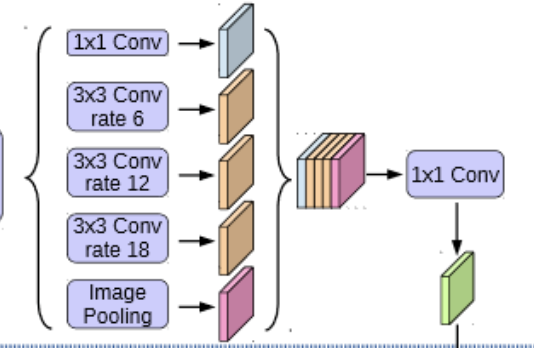 1x1 Conv
3x3 Conv
rate 6
3x3 Conv
rate 12
3x3 Conv
rate 18
Image
Pooling
1x1 Conv